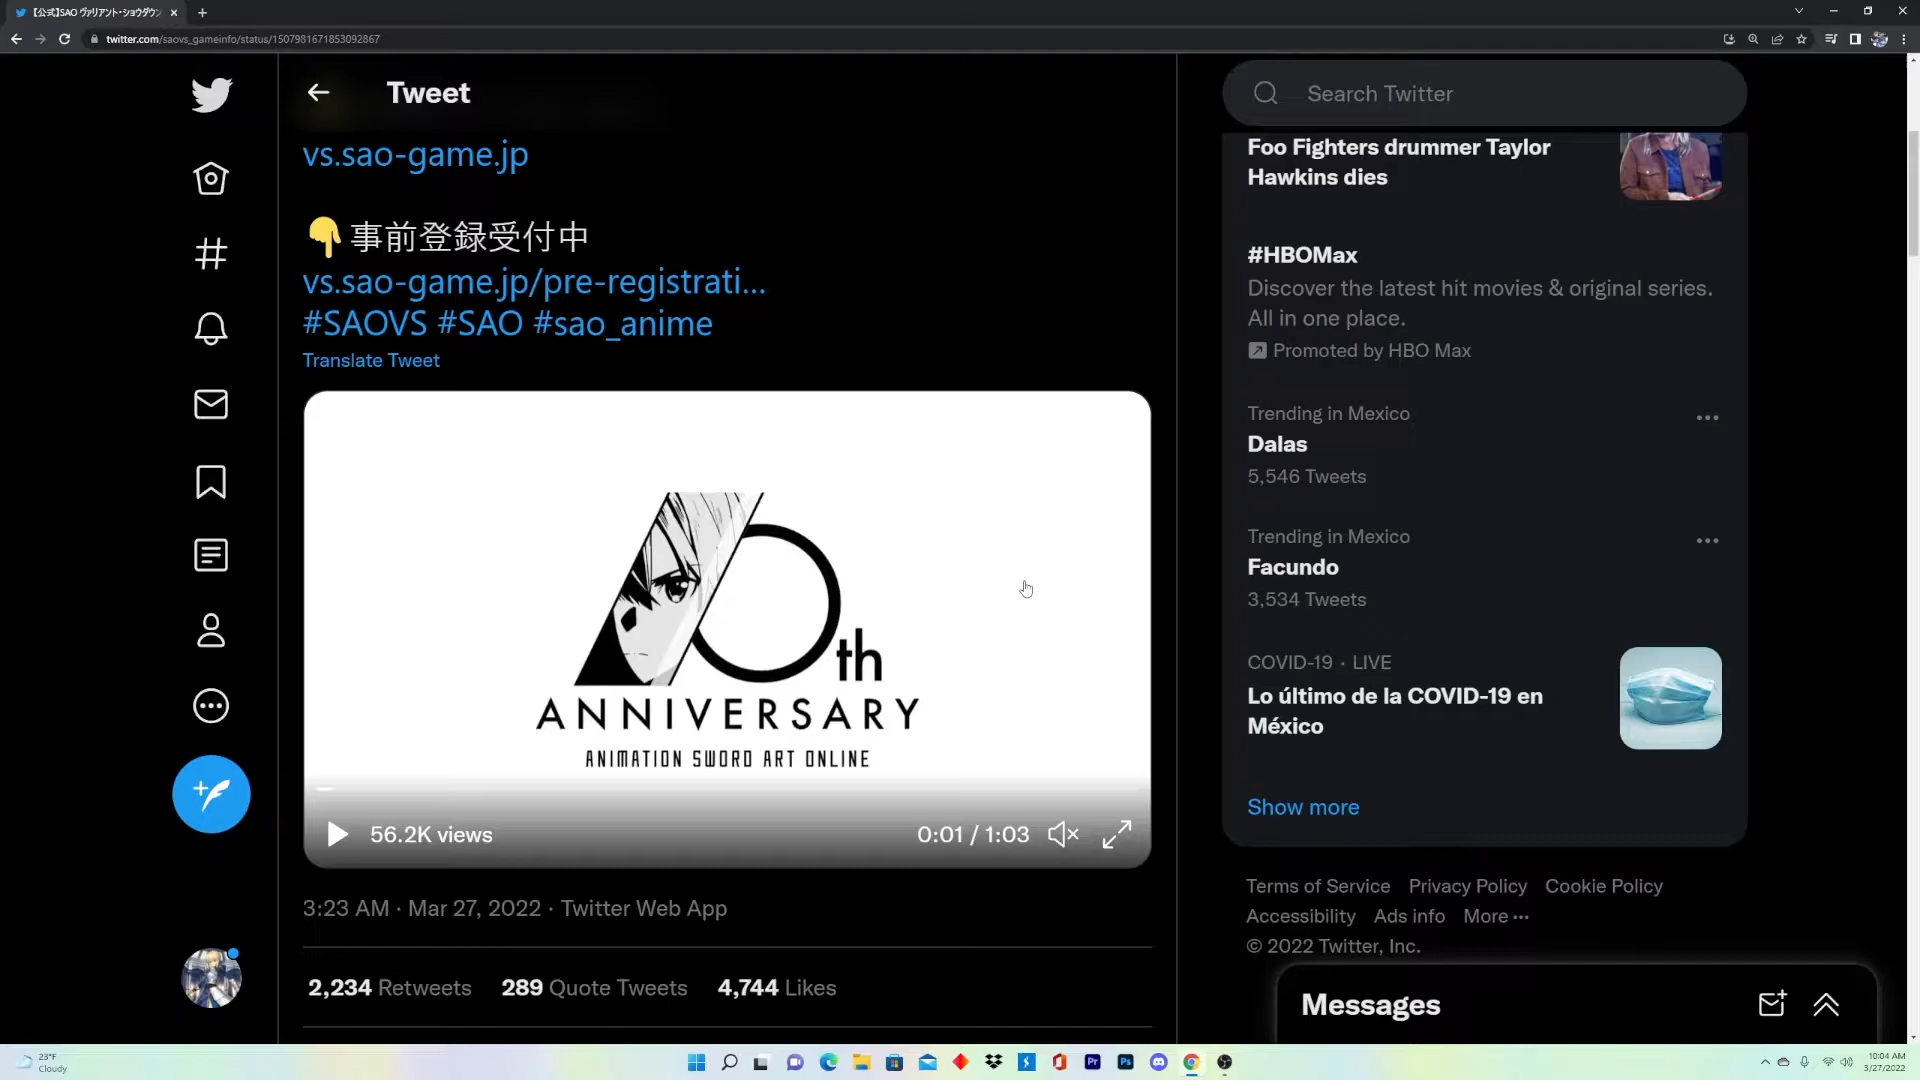 【公式】SAO ヴァリアント・ショウダウン
twitter.com/saovs_gameinfo/status/1507981671853092867
Tweet
vs.sao-game.jp
👇事前登録受付中
vs.sao-game.jp/pre-registrati...
#SAOVS #SAO #sao_anime
Translate Tweet
10th
ANNIVERSARY
ANIMATION SWORD ART ONLINE
56.2K views
0:01 / 1:03
3:23 AM · Mar 27, 2022 · Twitter Web App
2,234 Retweets 289 Quote Tweets 4,744 Likes
Search Twitter
Foo Fighters drummer Taylor
Hawkins dies
#HBOMax
Discover the latest hit movies & original series.
All in one place.
Promoted by HBO Max
Trending in Mexico
Dalas
5,546 Tweets
Trending in Mexico
Facundo
3,534 Tweets
COVID-19 · LIVE
Lo último de la COVID-19 en
México
Show more
Terms of Service Privacy Policy Cookie Policy
Accessibility Ads info More ···
© 2022 Twitter, Inc.
Messages
23°F
Cloudy
Pr
Ps
10:04 AM
3/27/2022